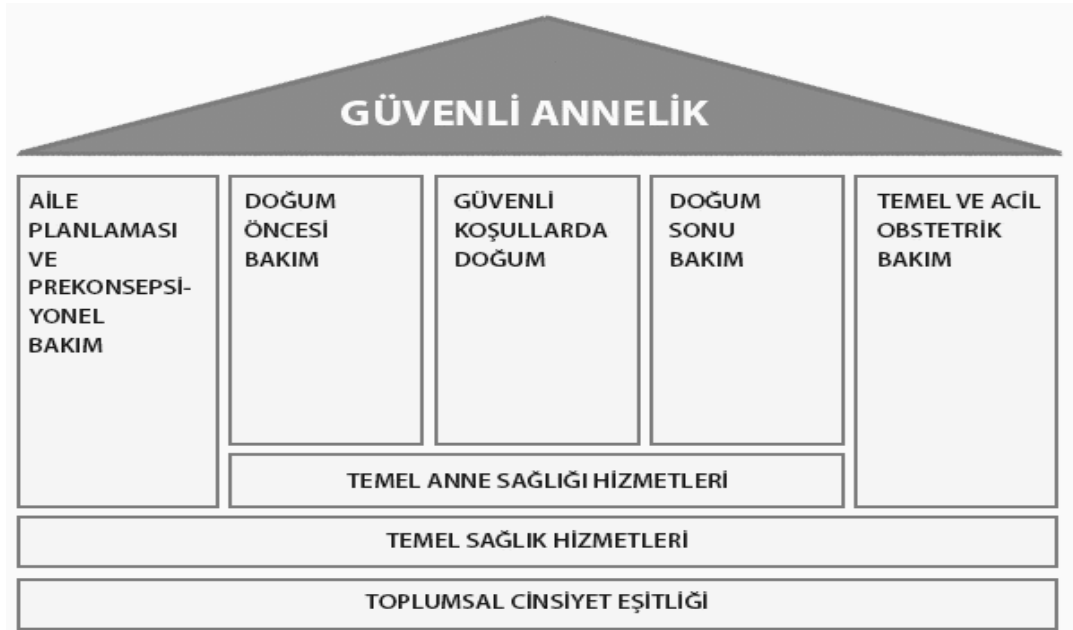 GÜVENLİ ANNELİK
AİLE
PLANLAMASI
VE
PREKONSEPSİ-
YONEL
BAKIM
DOĞUM
ÖNCESİ
BAKIM
GÜVENLİ
KOŞULLARDA
DOĞUM
DOĞUM
SONU
BAKIM
TEMEL VE ACİL
OBSTETRİK
BAKIM
TEMEL ANNE SAĞLIĞI HİZMETLERİ
TEMEL SAĞLIK HİZMETLERİ
TOPLUMSAL CİNSİYET EŞİTLİĞİ